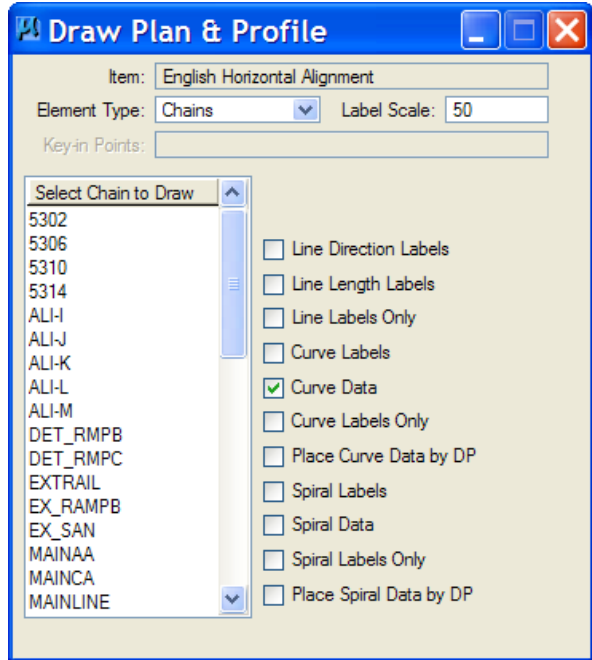 Draw Plan & Profile
Item: English Horizontal Alignment
Element Type: Chains Label Scale: 50
Key-in Points:
Select Chain to Draw
5302
5306
5310
5314
ALI-I
ALI-J
ALI-K
ALI-L
ALI-M
DET_RMPB
DET_RMPC
EXTRAIL
EX_RAMPB
EX_SAN
MAINAA
MAINCA
MAINLINE
Line Direction Labels
Line Length Labels
Line Labels Only
Curve Labels
Curve Data
Curve Labels Only
Place Curve Data by DP
Spiral Labels
Spiral Data
Spiral Labels Only
Place Spiral Data by DP